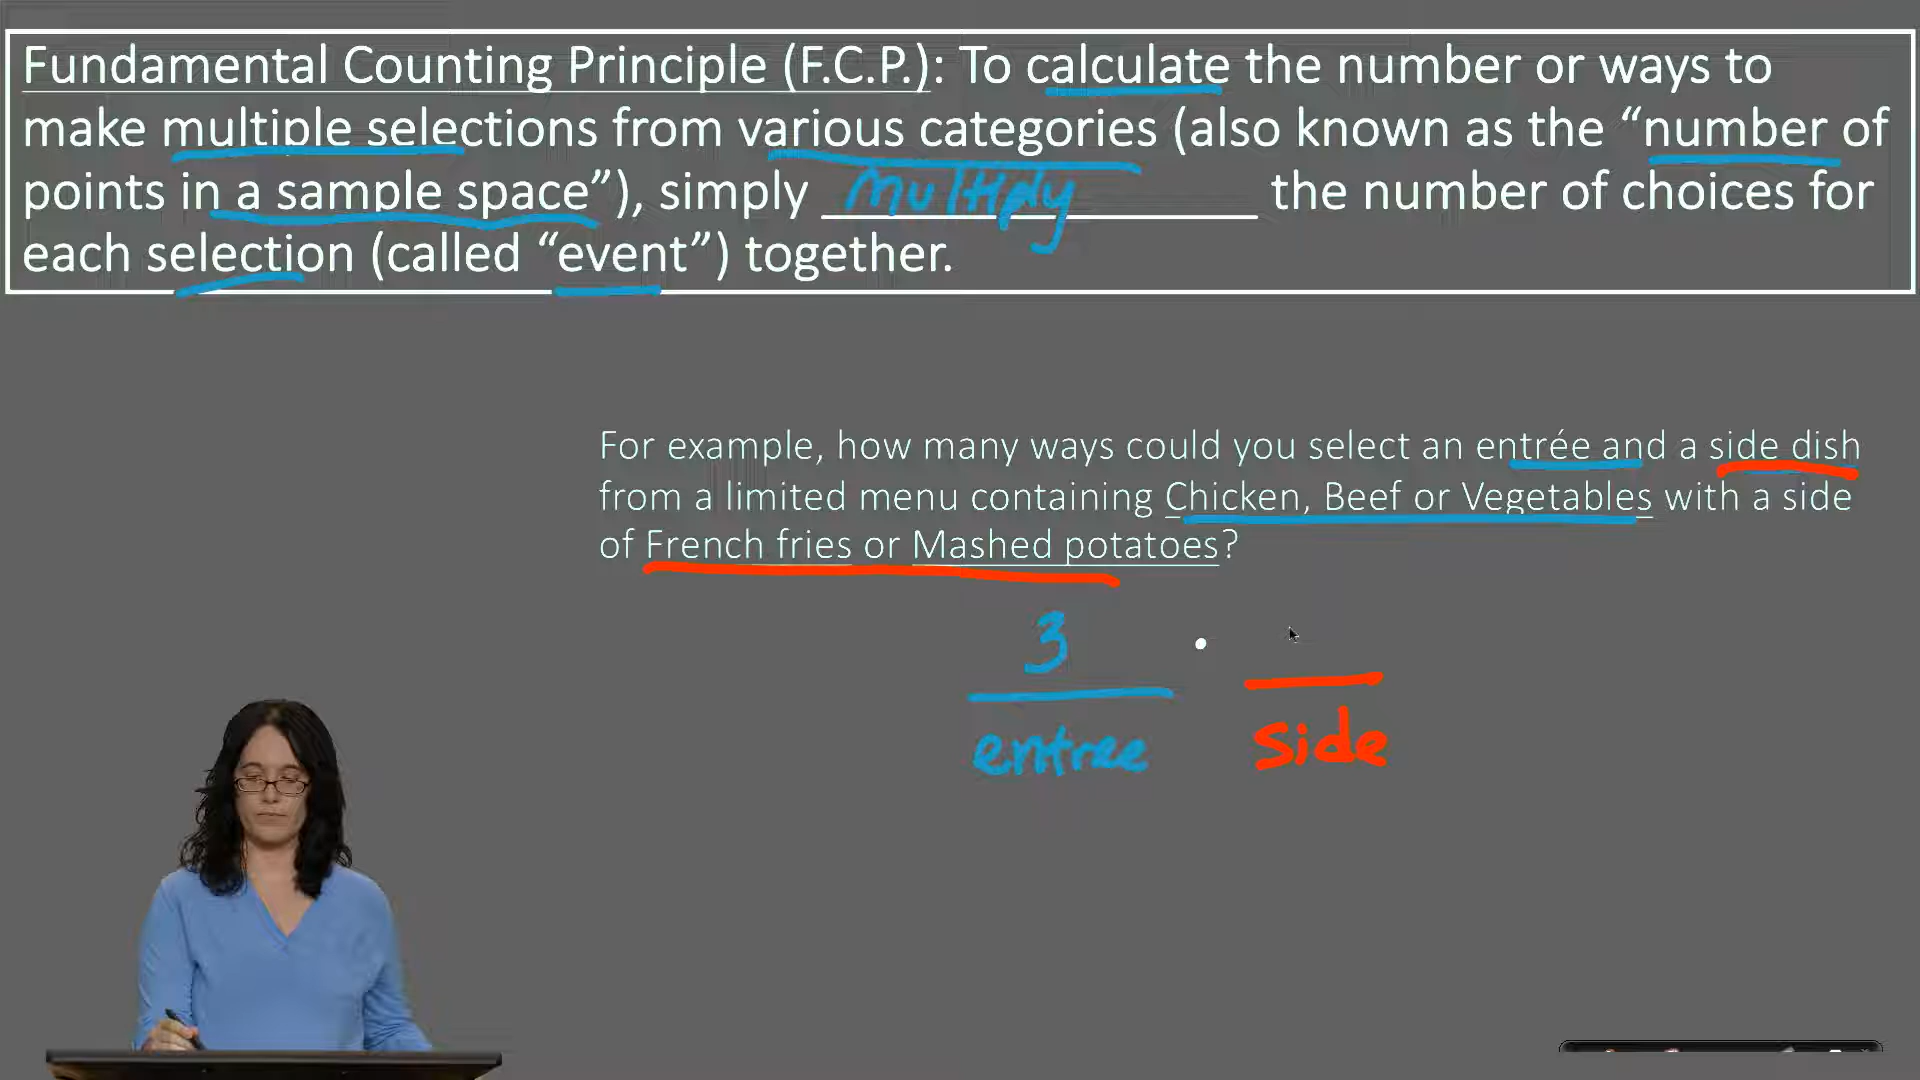 Fundamental Counting Principle (F.C.P.): To calculate the number or ways to
make multiple selections from various categories (also known as the “number of
points in a sample space”), simply multiply the number of choices for
each selection (called “event”) together.
For example, how many ways could you select an entrée and a side dish
from a limited menu containing Chicken, Beef or Vegetables with a side
of French fries or Mashed potatoes?
3 ·
entree side